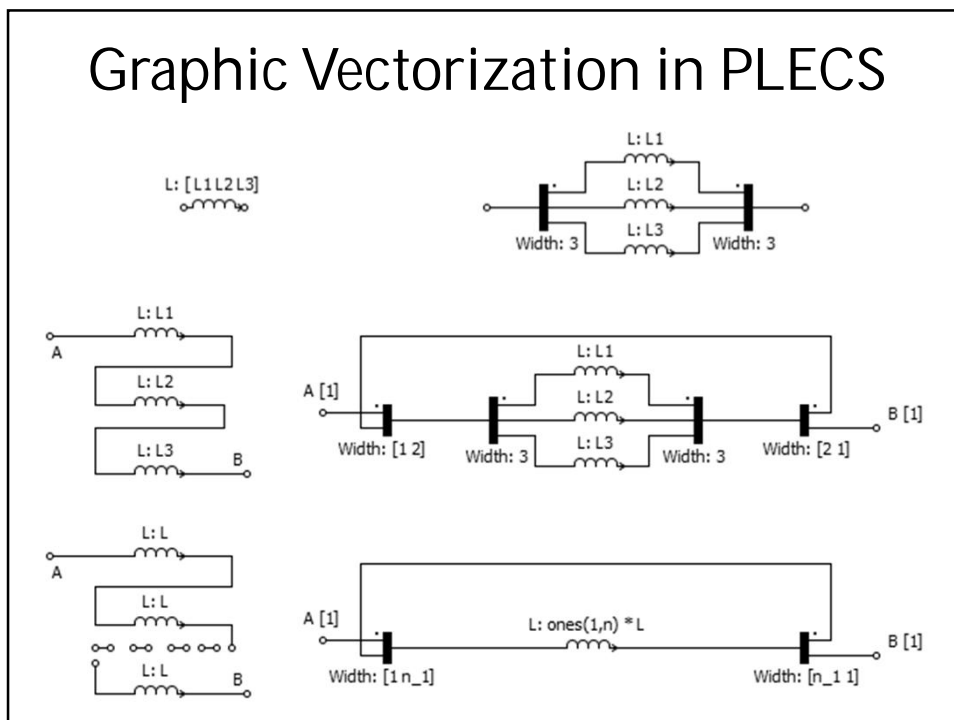 Graphic Vectorization in PLECS
L: [L1 L2 L3]
L: L1
L: L2
L: L3
Width: 3
Width: 3
L: L1
A
L: L2
L: L3
B
A [1]
L: L1
L: L2
L: L3
B [1]
Width: [1 2]
Width: 3
Width: 3
Width: [2 1]
L: L
A
L: L
L: L
B
A [1]
L: ones(1,n) * L
B [1]
Width: [1 n_1]
Width: [n_1 1]